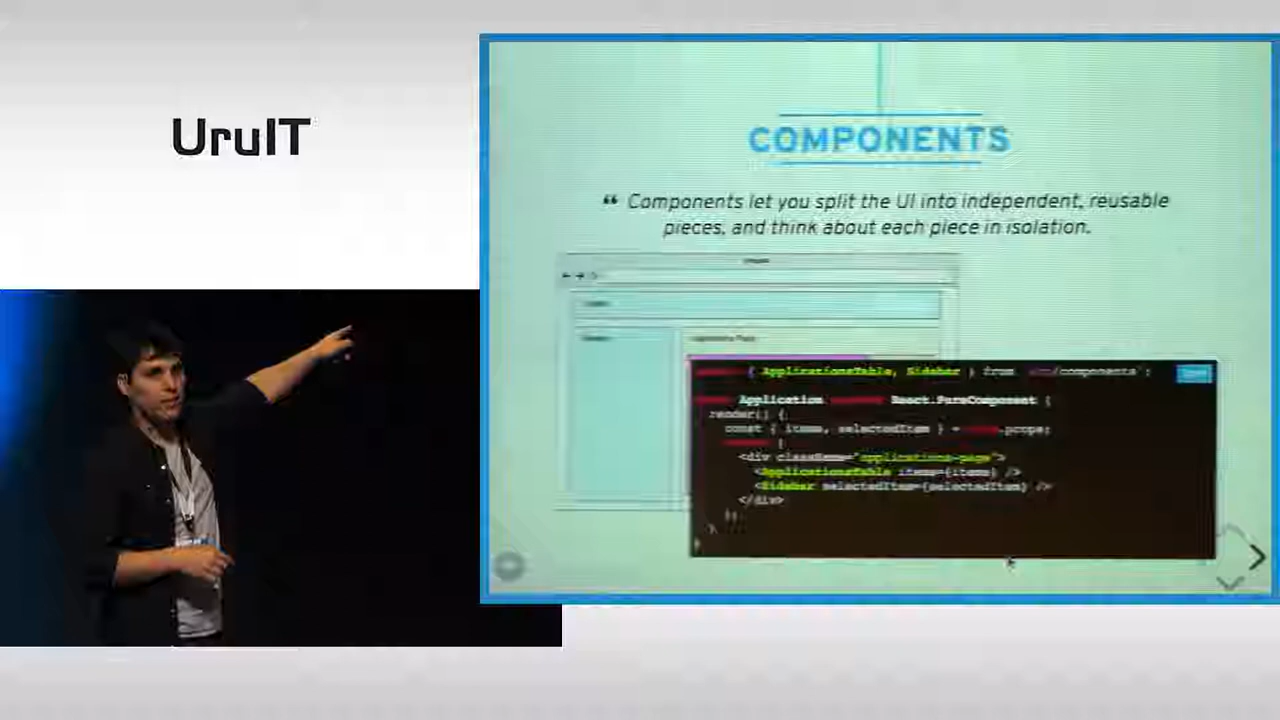 UruIT
COMPONENTS
“ Components let you split the UI into independent, reusable
pieces, and think about each piece in isolation.
{ ApplicationsTable, Sidebar } from /components';
Application React.PureComponent {
render() {
const { items, selectedItem } = .props;
<div className="applications-page">
<ApplicationsTable items={items} />
<Sidebar selectedItem={selectedItem} />
</div>
);
}
}